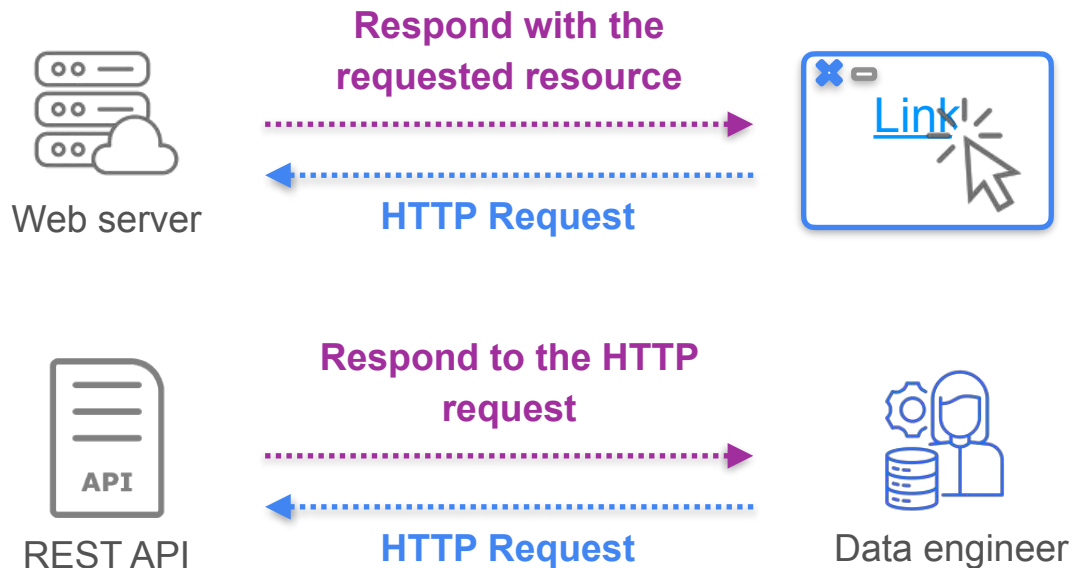 Respond with the
requested resource
Link
HTTP Request
Web server
Respond to the HTTP
request
API
HTTP Request
REST API
Data engineer